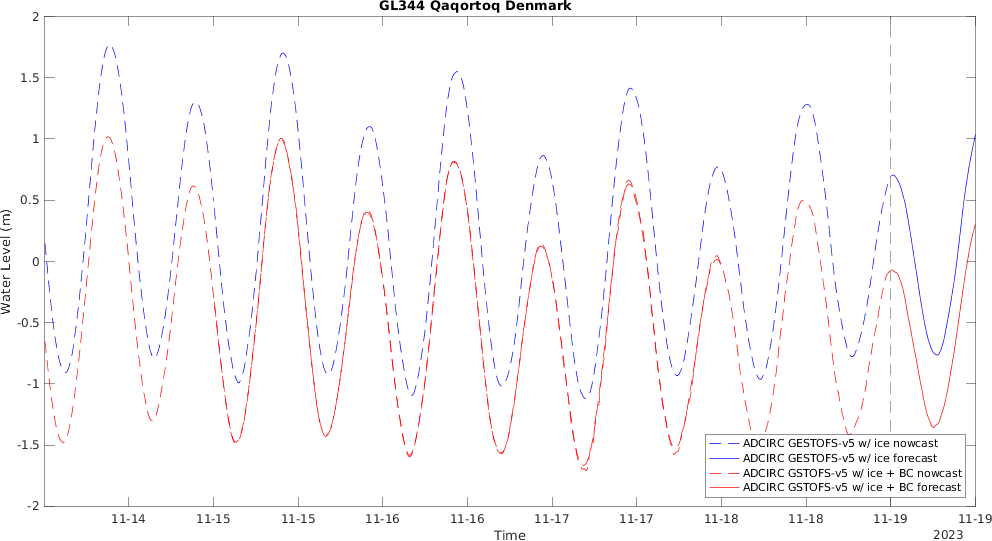 GL344 Qaqortoq Denmark
2
1.5
1
0.5
0
-0.5
-1
-1.5
-2
Water Level (m)
ADCIRC GESTOFS-v5 w/ ice nowcast
ADCIRC GESTOFS-v5 w/ ice forecast
ADCIRC GSTOFS-v5 w/ ice + BC nowcast
ADCIRC GSTOFS-v5 w/ ice + BC forecast
11-14 11-15 11-15 11-16 11-16 11-17 11-17 11-18 11-18 11-19 11-19
Time
2023